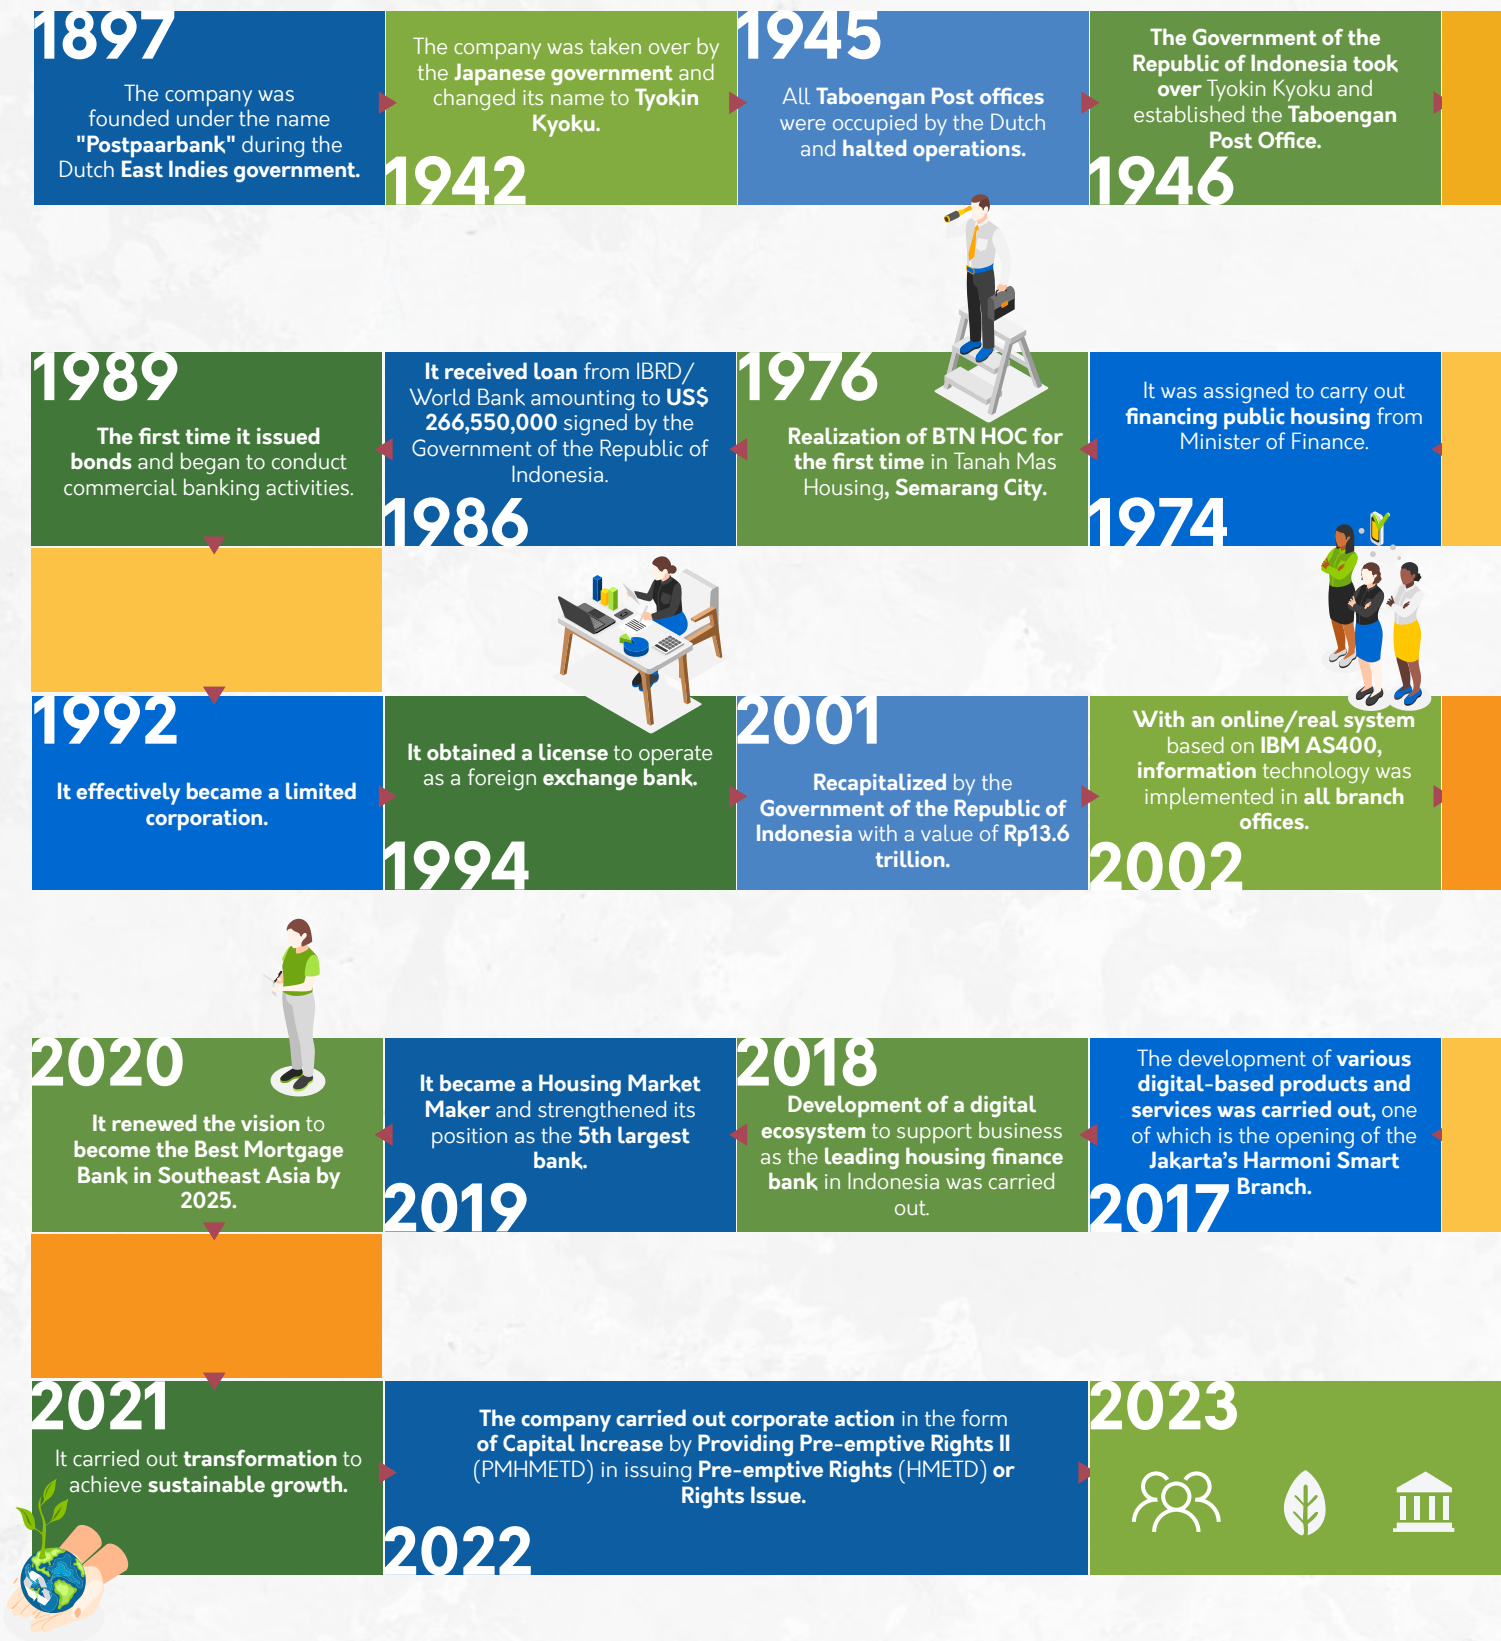 1897
The company was
founded under the name
"Postpaarbank" during the
Dutch East Indies government.
The company was taken over by
the Japanese government and
changed its name to Tyokin
Kyoku.
1942
1945
All Taboengan Post offices
were occupied by the Dutch
and halted operations.
The Government of the
Republic of Indonesia took
over Tyokin Kyoku and
established the Taboengan
Post Office.
1946
1989
The first time it issued
bonds and began to conduct
commercial banking activities.
It received loan from IBRD/
World Bank amounting to US$
266,550,000 signed by the
Government of the Republic of
Indonesia.
1986
1976
Realization of BTN HOC for
the first time in Tanah Mas
Housing, Semarang City.
It was assigned to carry out
financing public housing from
Minister of Finance.
1974
1992
It effectively became a limited
corporation.
It obtained a license to operate
as a foreign exchange bank.
1994
2001
Recapitalized by the
Government of the Republic of
Indonesia with a value of Rp13.6
trillion.
With an online/real system
based on IBM AS400,
information technology was
implemented in all branch
offices.
2002
2020
It renewed the vision to
become the Best Mortgage
Bank in Southeast Asia by
2025.
It became a Housing Market
Maker and strengthened its
position as the 5th largest
bank.
2019
2018
Development of a digital
ecosystem to support business
as the leading housing finance
bank in Indonesia was carried
out.
The development of various
digital-based products and
services was carried out, one
of which is the opening of the
Jakarta’s Harmoni Smart
Branch.
2017
2021
It carried out transformation to
achieve sustainable growth.
The company carried out corporate action in the form
of Capital Increase by Providing Pre-emptive Rights II
(PMHMETD) in issuing Pre-emptive Rights (HMETD) or
Rights Issue.
2022
2023